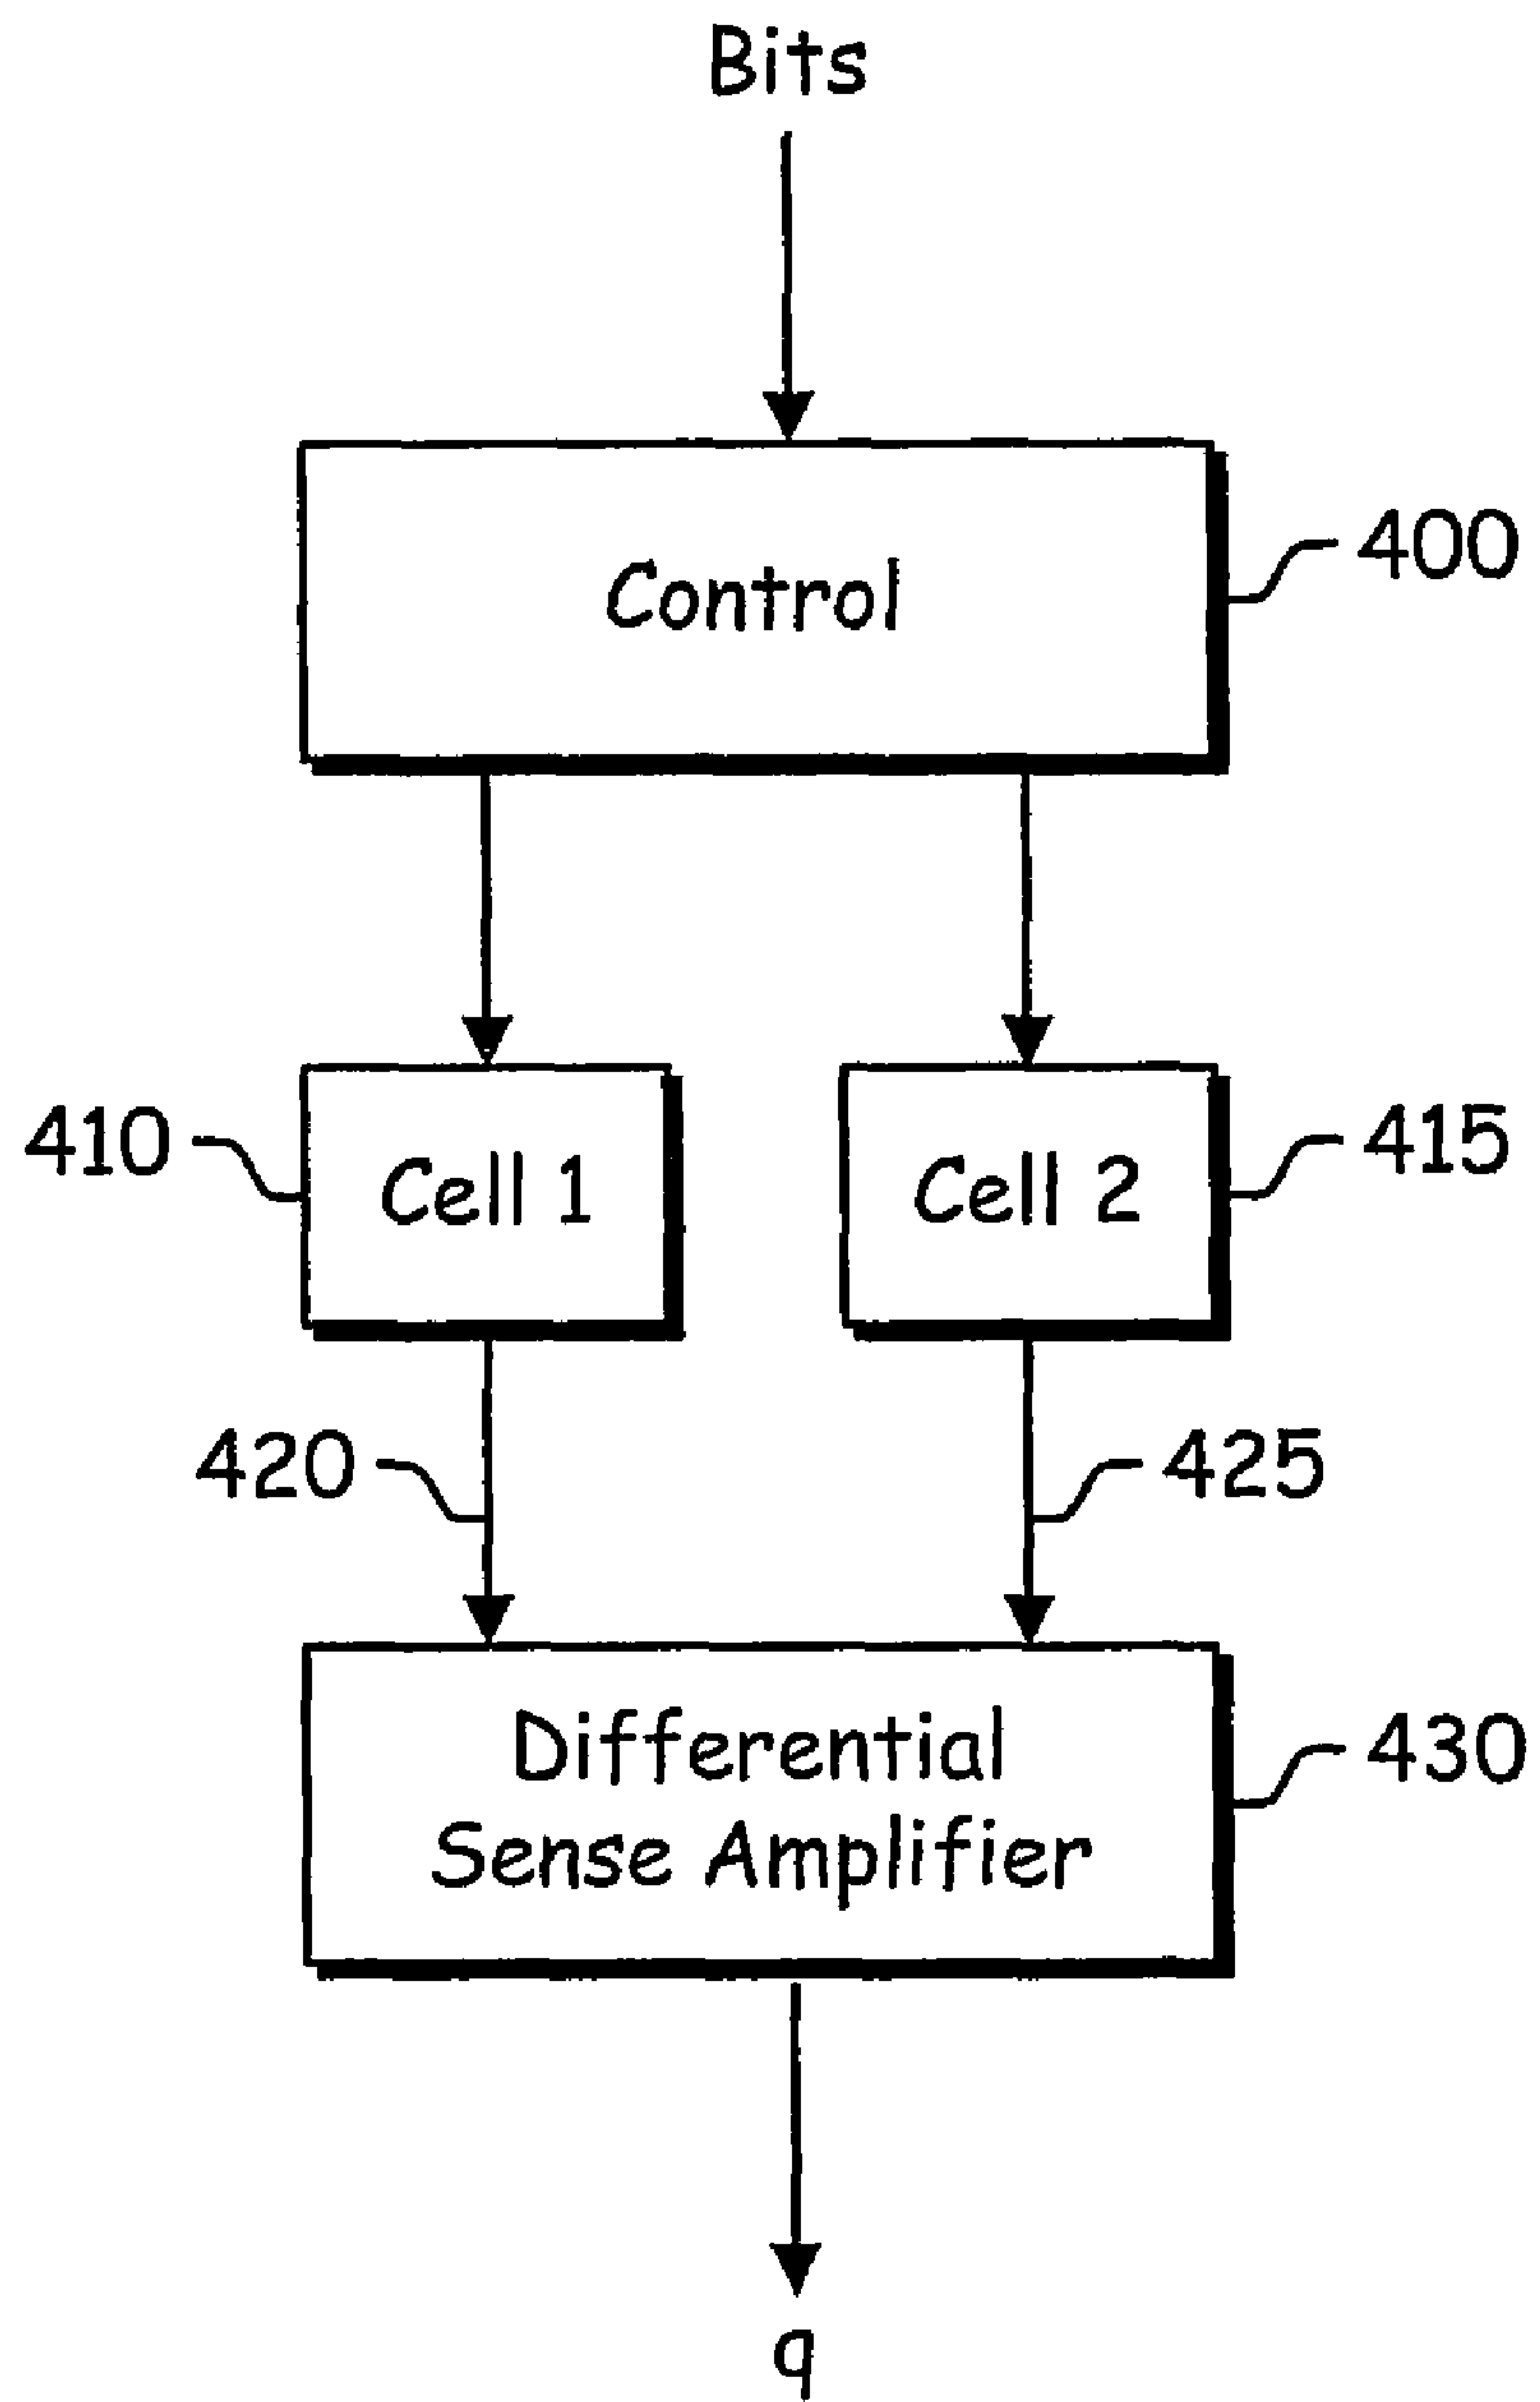 Bits
Control
400
410
Cell 1
Cell 2
415
420
425
Differential
Sense Amplifier
430
q